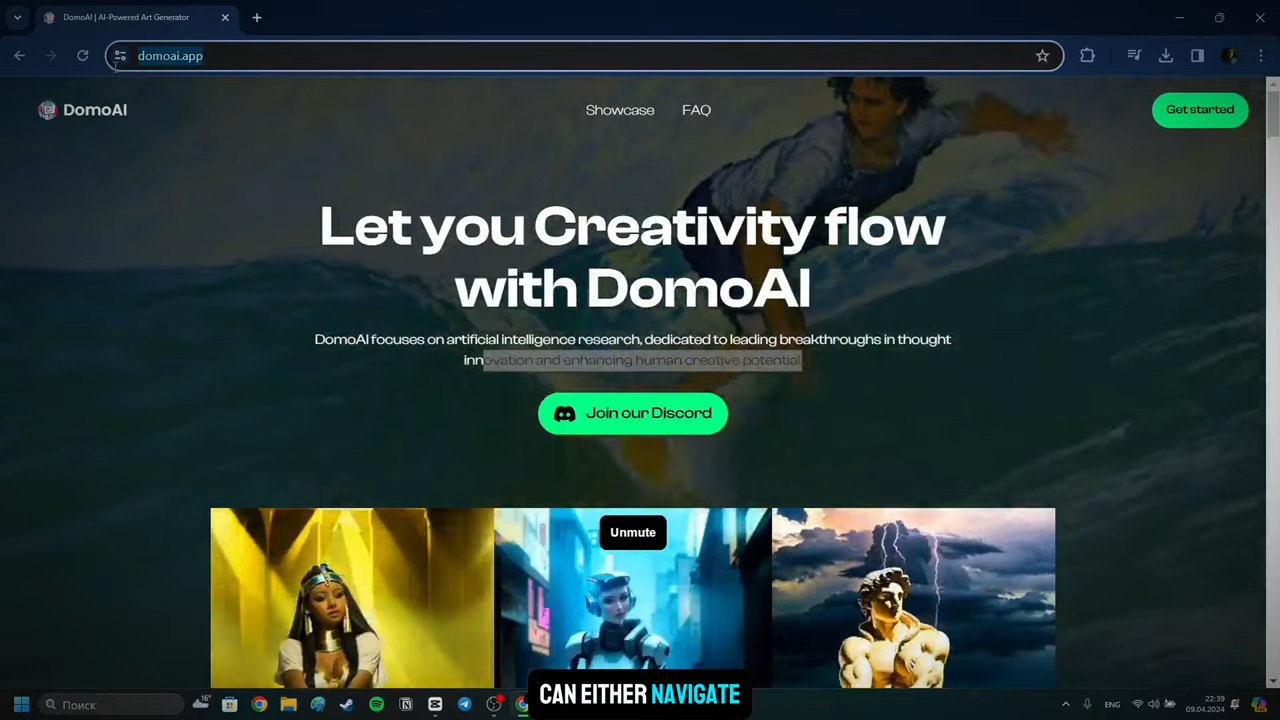 DomoAI | AI-Powered Art Generator
domoai.app
DomoAI
Showcase
FAQ
Get started
Let you Creativity flow
with DomoAI
DomoAI focuses on artificial intelligence research, dedicated to leading breakthroughs in thought
innovation and enhancing human creative potential.
Join our Discord
Unmute
CAN EITHER NAVIGATE
16°
Поиск
ENG
22:39
09.04.2024